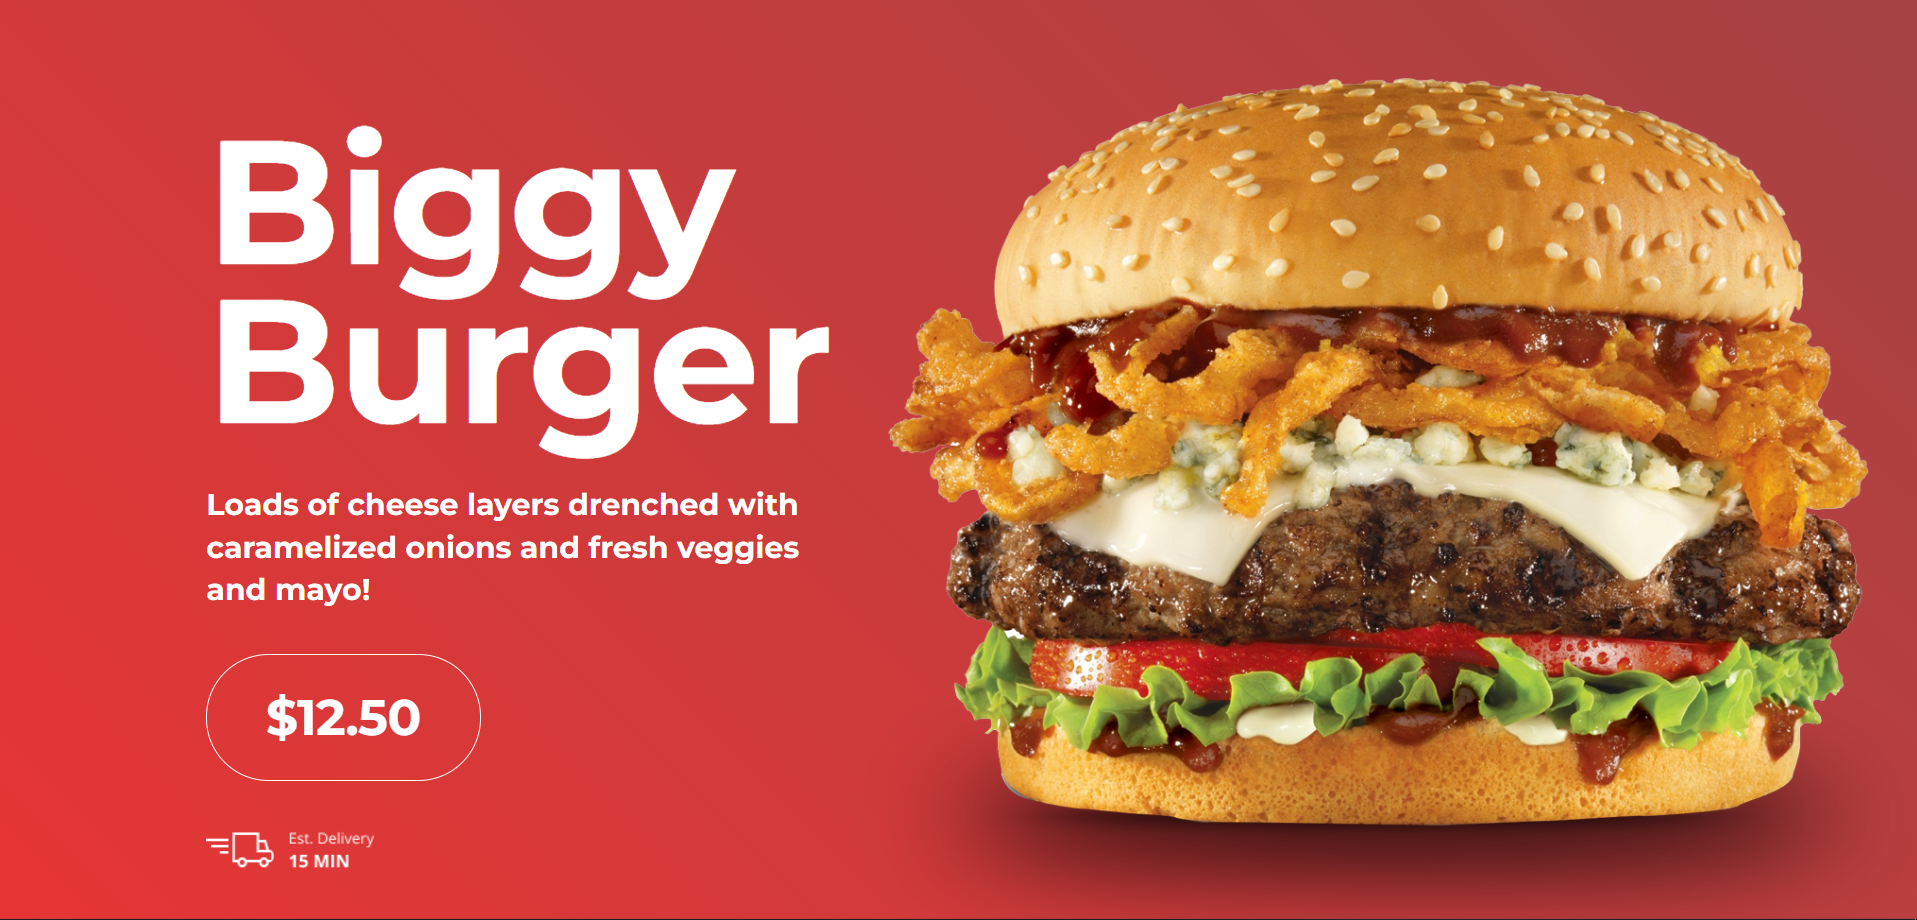 Biggy
Burger
Loads of cheese layers drenched with
caramelized onions and fresh veggies
and mayo!
$12.50
Est. Delivery
15 MIN